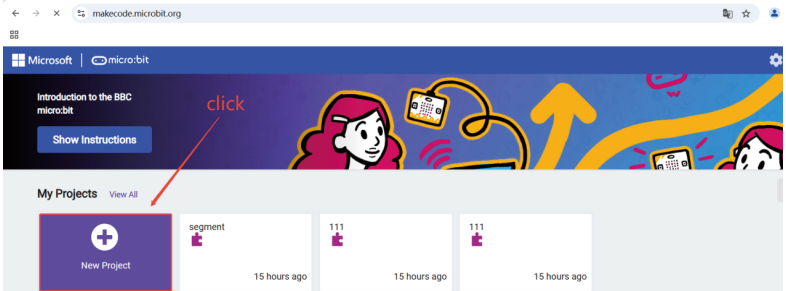 makecode.microbit.org
Microsoft micro:bit
Introduction to the BBC
micro:bit
click
Show Instructions
My Projects View All
New Project
segment
15 hours ago
111
15 hours ago
111
15 hours ago